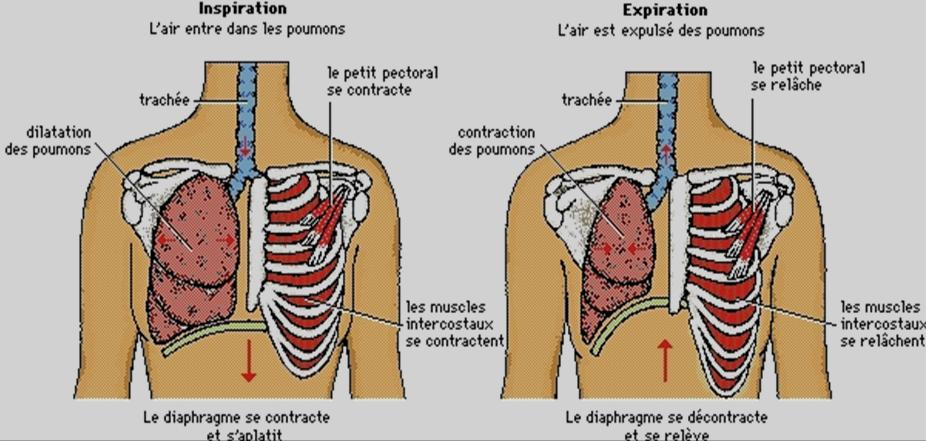 Inspiration
L'air entre dans les poumons
le petit pectoral
se contracte
trachée
dilatation
des poumons
les muscles
intercostaux
se contractent
Le diaphragme se contracte
et s'aplatit
Expiration
L'air est expulsé des poumons
le petit pectoral
se relâche
trachée
contraction
des poumons
les muscles
intercostaux
se relâchent
Le diaphragme se décontracte
et se relève